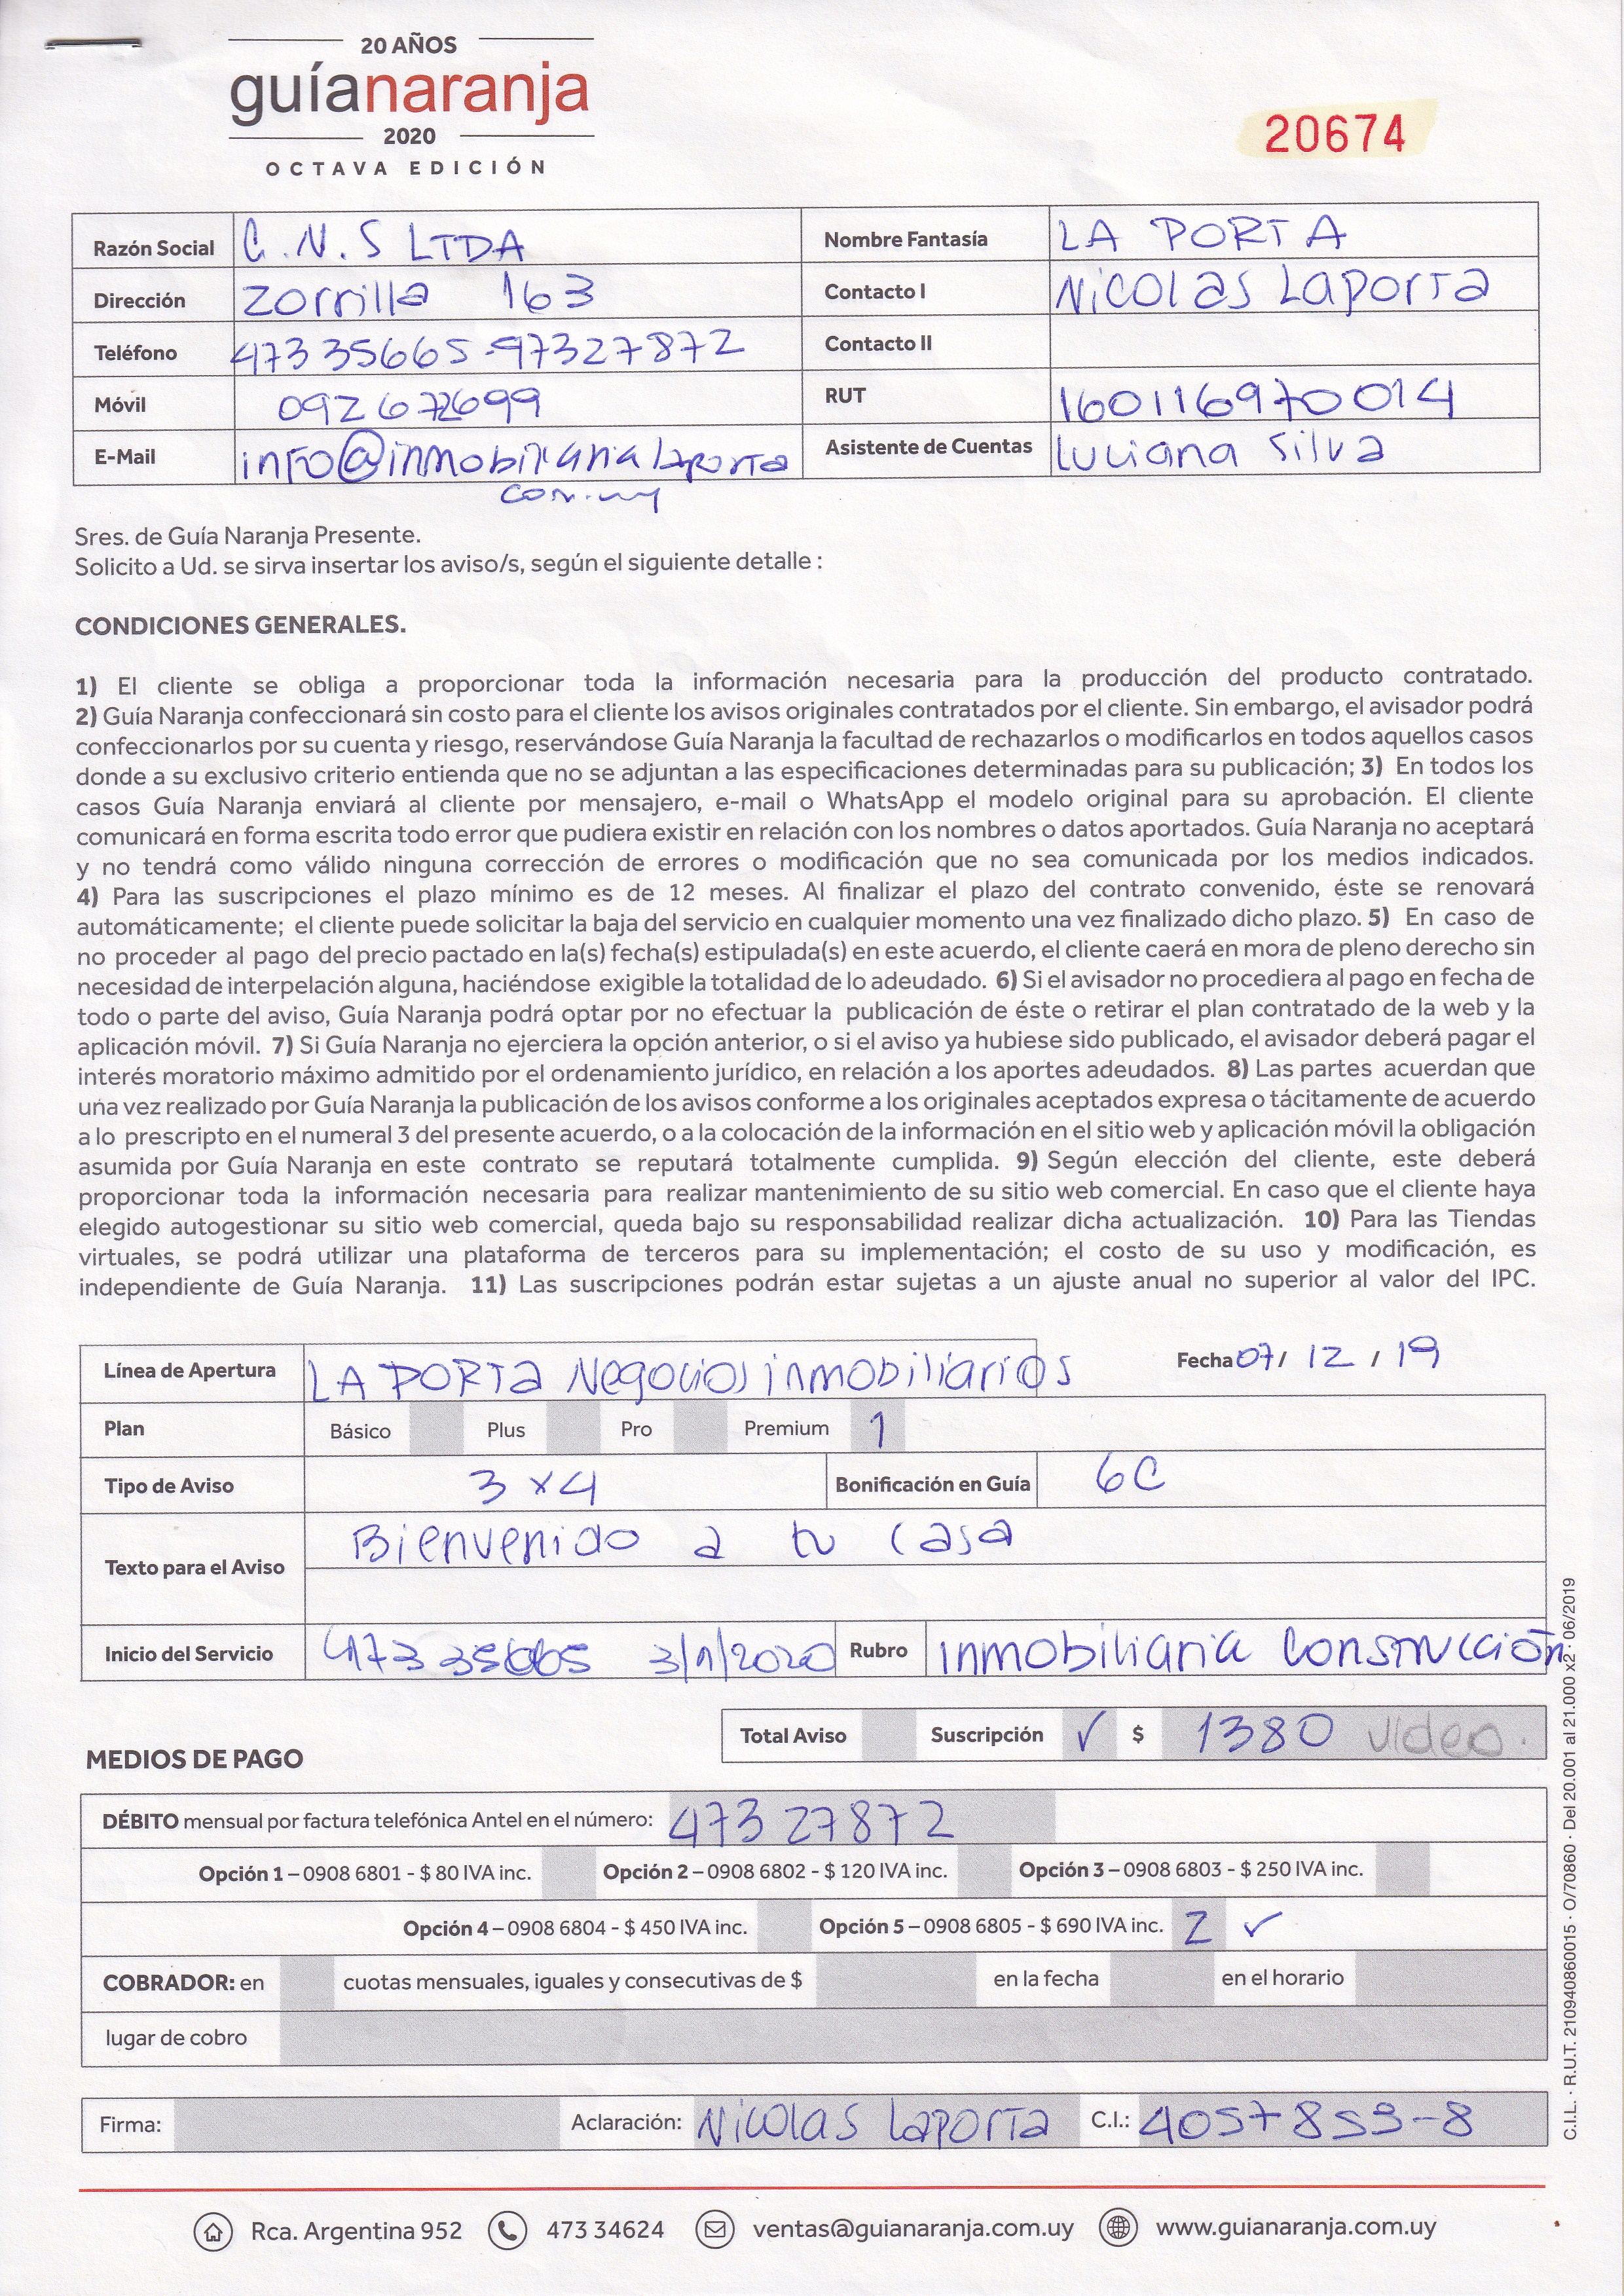 20 AÑOS
guíanaranja
2020
OCTAVA EDICIÓN
20674
Razón Social C.N.S LTDA Nombre Fantasía LA PORTA
Dirección Zorrilla 163 Contacto I Nicolas Laporta
Teléfono 473 35665-47327872 Contacto II
Móvil 092 672699 RUT 160116970014
E-Mail info@inmobiliarialaporta Asistente de Cuentas Luciana Silva
com.uy
Sres. de Guía Naranja Presente.
Solicito a Ud. se sirva insertar los aviso/s, según el siguiente detalle :
CONDICIONES GENERALES.
1) El cliente se obliga a proporcionar toda la información necesaria para la producción del producto contratado.
2) Guía Naranja confeccionará sin costo para el cliente los avisos originales contratados por el cliente. Sin embargo, el avisador podrá
confeccionarlos por su cuenta y riesgo, reservándose Guía Naranja la facultad de rechazarlos o modificarlos en todos aquellos casos
donde a su exclusivo criterio entienda que no se adjuntan a las especificaciones determinadas para su publicación; 3) En todos los
casos Guía Naranja enviará al cliente por mensajero, e-mail o WhatsApp el modelo original para su aprobación. El cliente
comunicará en forma escrita todo error que pudiera existir en relación con los nombres o datos aportados. Guía Naranja no aceptará
y no tendrá como válido ninguna corrección de errores o modificación que no sea comunicada por los medios indicados.
4) Para las suscripciones el plazo mínimo es de 12 meses. Al finalizar el plazo del contrato convenido, éste se renovará
automáticamente; el cliente puede solicitar la baja del servicio en cualquier momento una vez finalizado dicho plazo. 5) En caso de
no proceder al pago del precio pactado en la(s) fecha(s) estipulada(s) en este acuerdo, el cliente caerá en mora de pleno derecho sin
necesidad de interpelación alguna, haciéndose exigible la totalidad de lo adeudado. 6) Si el avisador no procediera al pago en fecha de
todo o parte del aviso, Guía Naranja podrá optar por no efectuar la publicación de éste o retirar el plan contratado de la web y la
aplicación móvil. 7) Si Guía Naranja no ejerciera la opción anterior, o si el aviso ya hubiese sido publicado, el avisador deberá pagar el
interés moratorio máximo admitido por el ordenamiento jurídico, en relación a los aportes adeudados. 8) Las partes acuerdan que
una vez realizado por Guía Naranja la publicación de los avisos conforme a los originales aceptados expresa o tácitamente de acuerdo
a lo prescripto en el numeral 3 del presente acuerdo, o a la colocación de la información en el sitio web y aplicación móvil la obligación
asumida por Guía Naranja en este contrato se reputará totalmente cumplida. 9) Según elección del cliente, este deberá
proporcionar toda la información necesaria para realizar mantenimiento de su sitio web comercial. En caso que el cliente haya
elegido autogestionar su sitio web comercial, queda bajo su responsabilidad realizar dicha actualización. 10) Para las Tiendas
virtuales, se podrá utilizar una plataforma de terceros para su implementación; el costo de su uso y modificación, es
independiente de Guía Naranja. 11) Las suscripciones podrán estar sujetas a un ajuste anual no superior al valor del IPC.
Línea de Apertura LA PORTA Negocios inmobiliarios Fecha 07/ 12 / 19
Plan Básico Plus Pro Premium 1
Tipo de Aviso 3 x 4 Bonificación en Guía 6C
Texto para el Aviso Bienvenido a tu casa
Inicio del Servicio 473 35665 3/1/2020 Rubro inmobiliaria Construcción
Total Aviso Suscripción ✓ $ 1380 video.
MEDIOS DE PAGO
DÉBITO mensual por factura telefónica Antel en el número: 473 27872
Opción 1 – 0908 6801 - $ 80 IVA inc. Opción 2 – 0908 6802 - $ 120 IVA inc. Opción 3 – 0908 6803 - $ 250 IVA inc.
Opción 4 – 0908 6804 - $ 450 IVA inc. Opción 5 – 0908 6805 - $ 690 IVA inc. 2 ✓
COBRADOR: en cuotas mensuales, iguales y consecutivas de $ en la fecha en el horario
lugar de cobro
Firma: Aclaración: Nicolas Laporta C.I.: 4057853-8
C.I.L. · R.U.T. 210940860015 · O/70860 · Del 20.001 al 21.000 x2 · 06/2019
Rca. Argentina 952 473 34624 ventas@guianaranja.com.uy www.guianaranja.com.uy